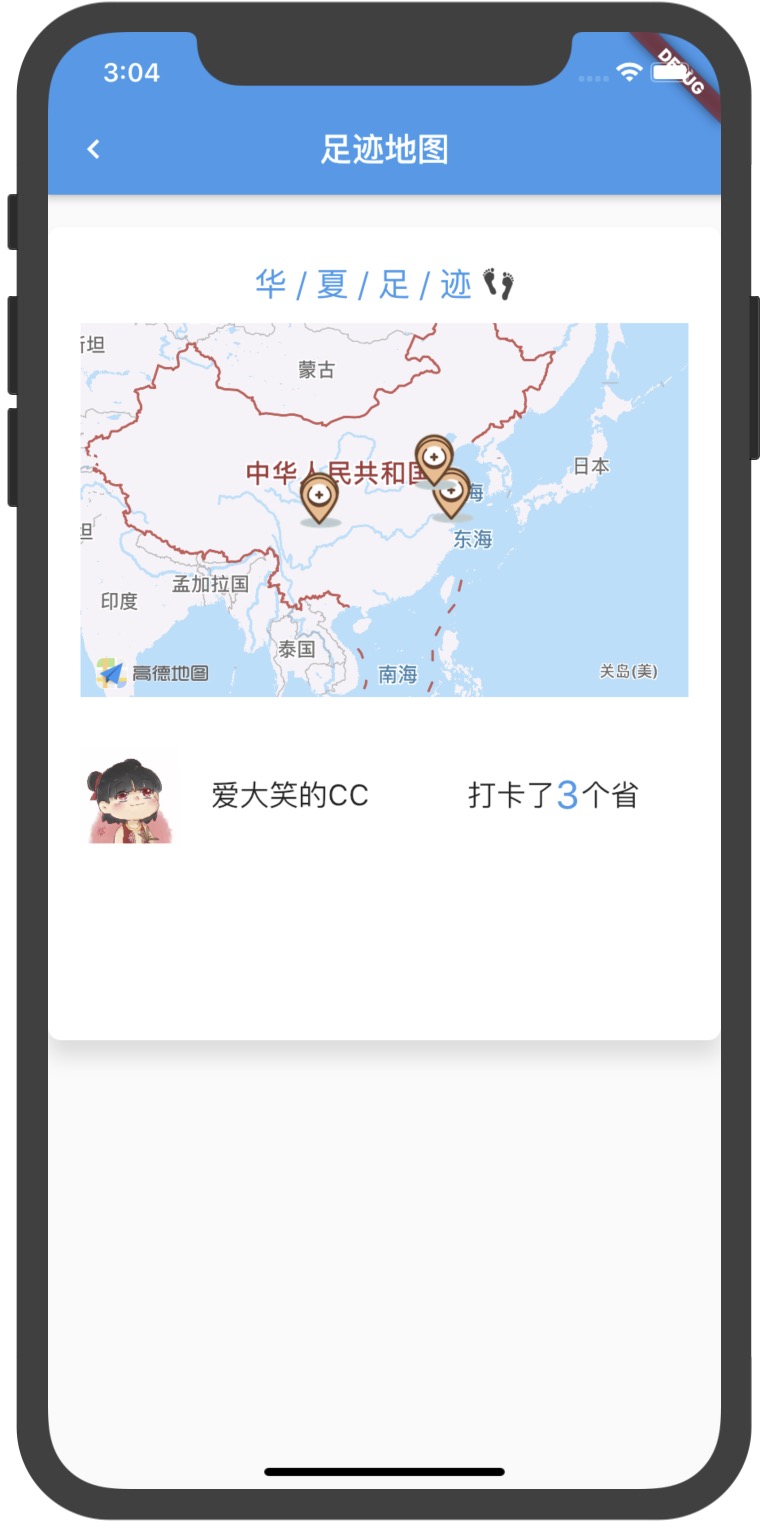 3:04
DEBUG
足迹地图
华 / 夏 / 足 / 迹
斯坦
蒙古
中华人民共和国
日本
海
东海
坦
孟加拉国
印度
泰国
高德地图
南海
关岛(美)
爱大笑的CC
打卡了3个省